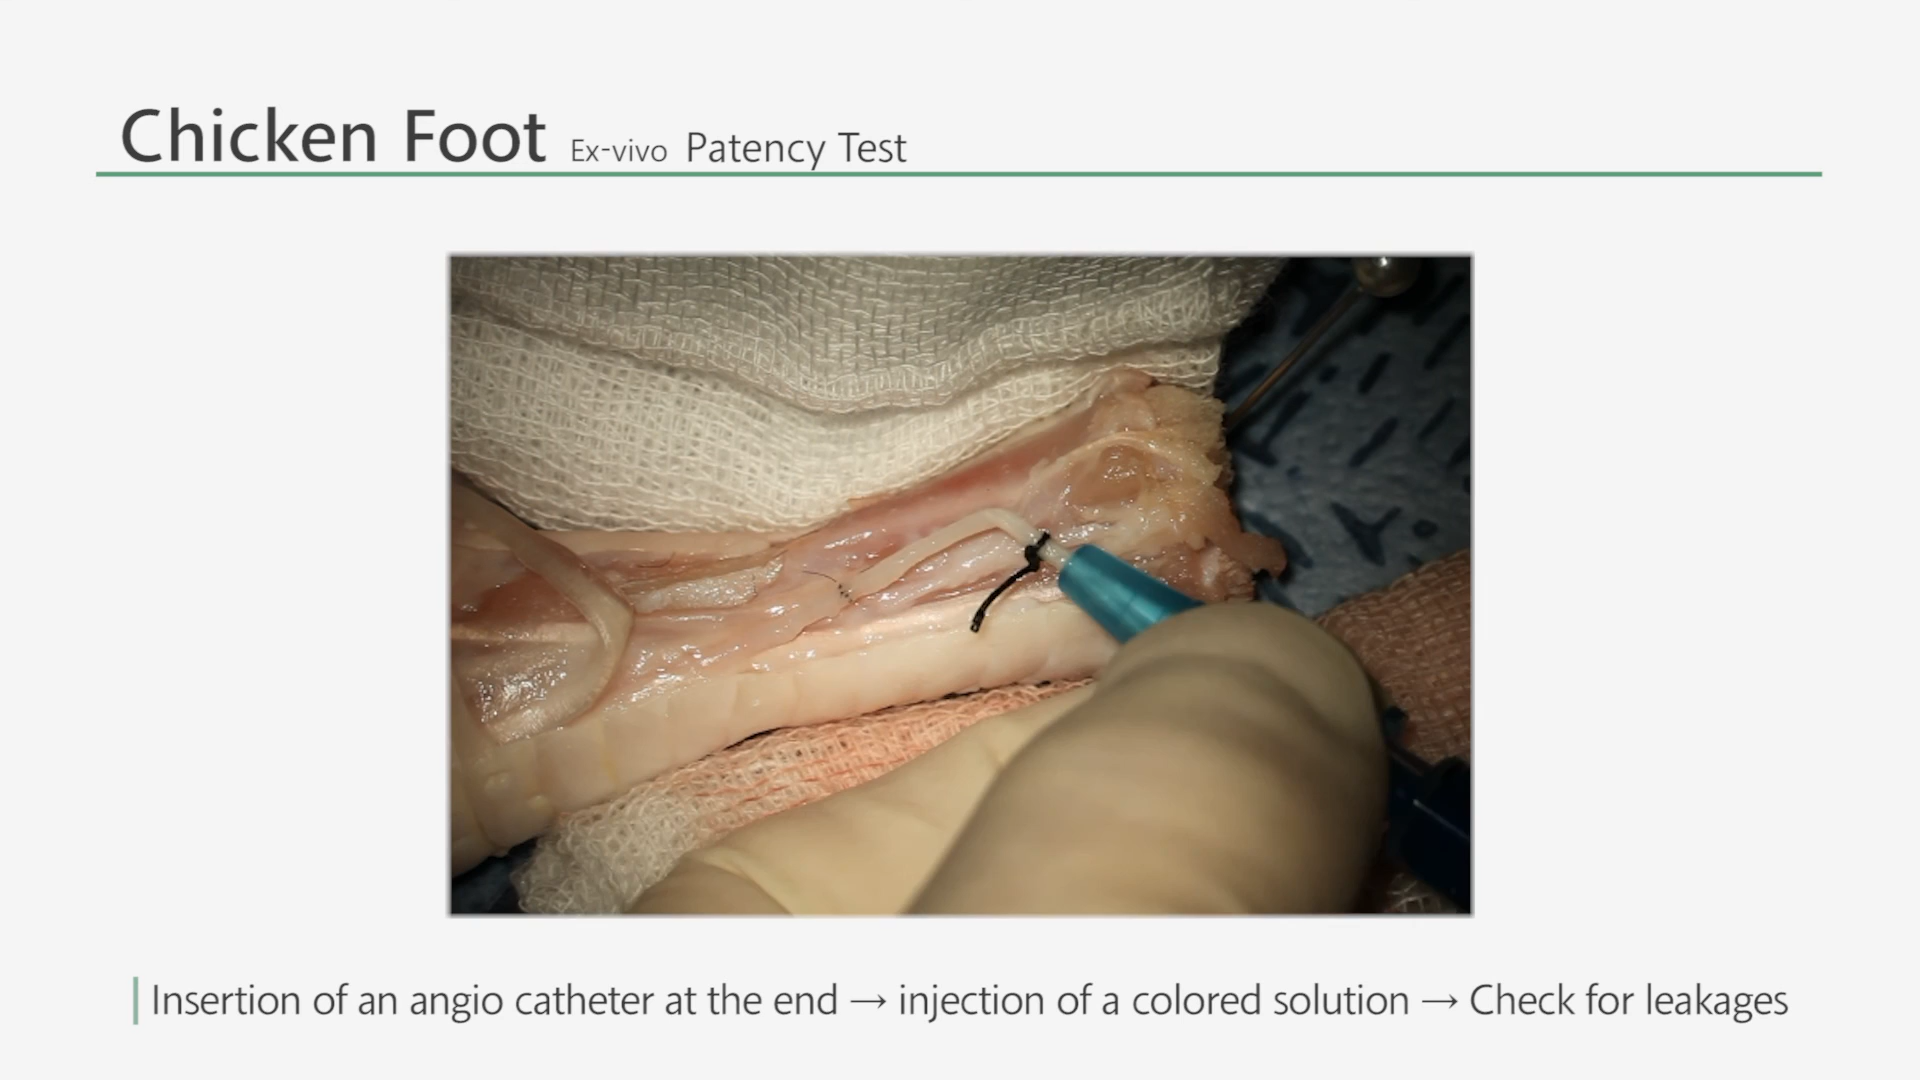 Chicken Foot Ex-vivo Patency Test
Insertion of an angio catheter at the end → injection of a colored solution → Check for leakages